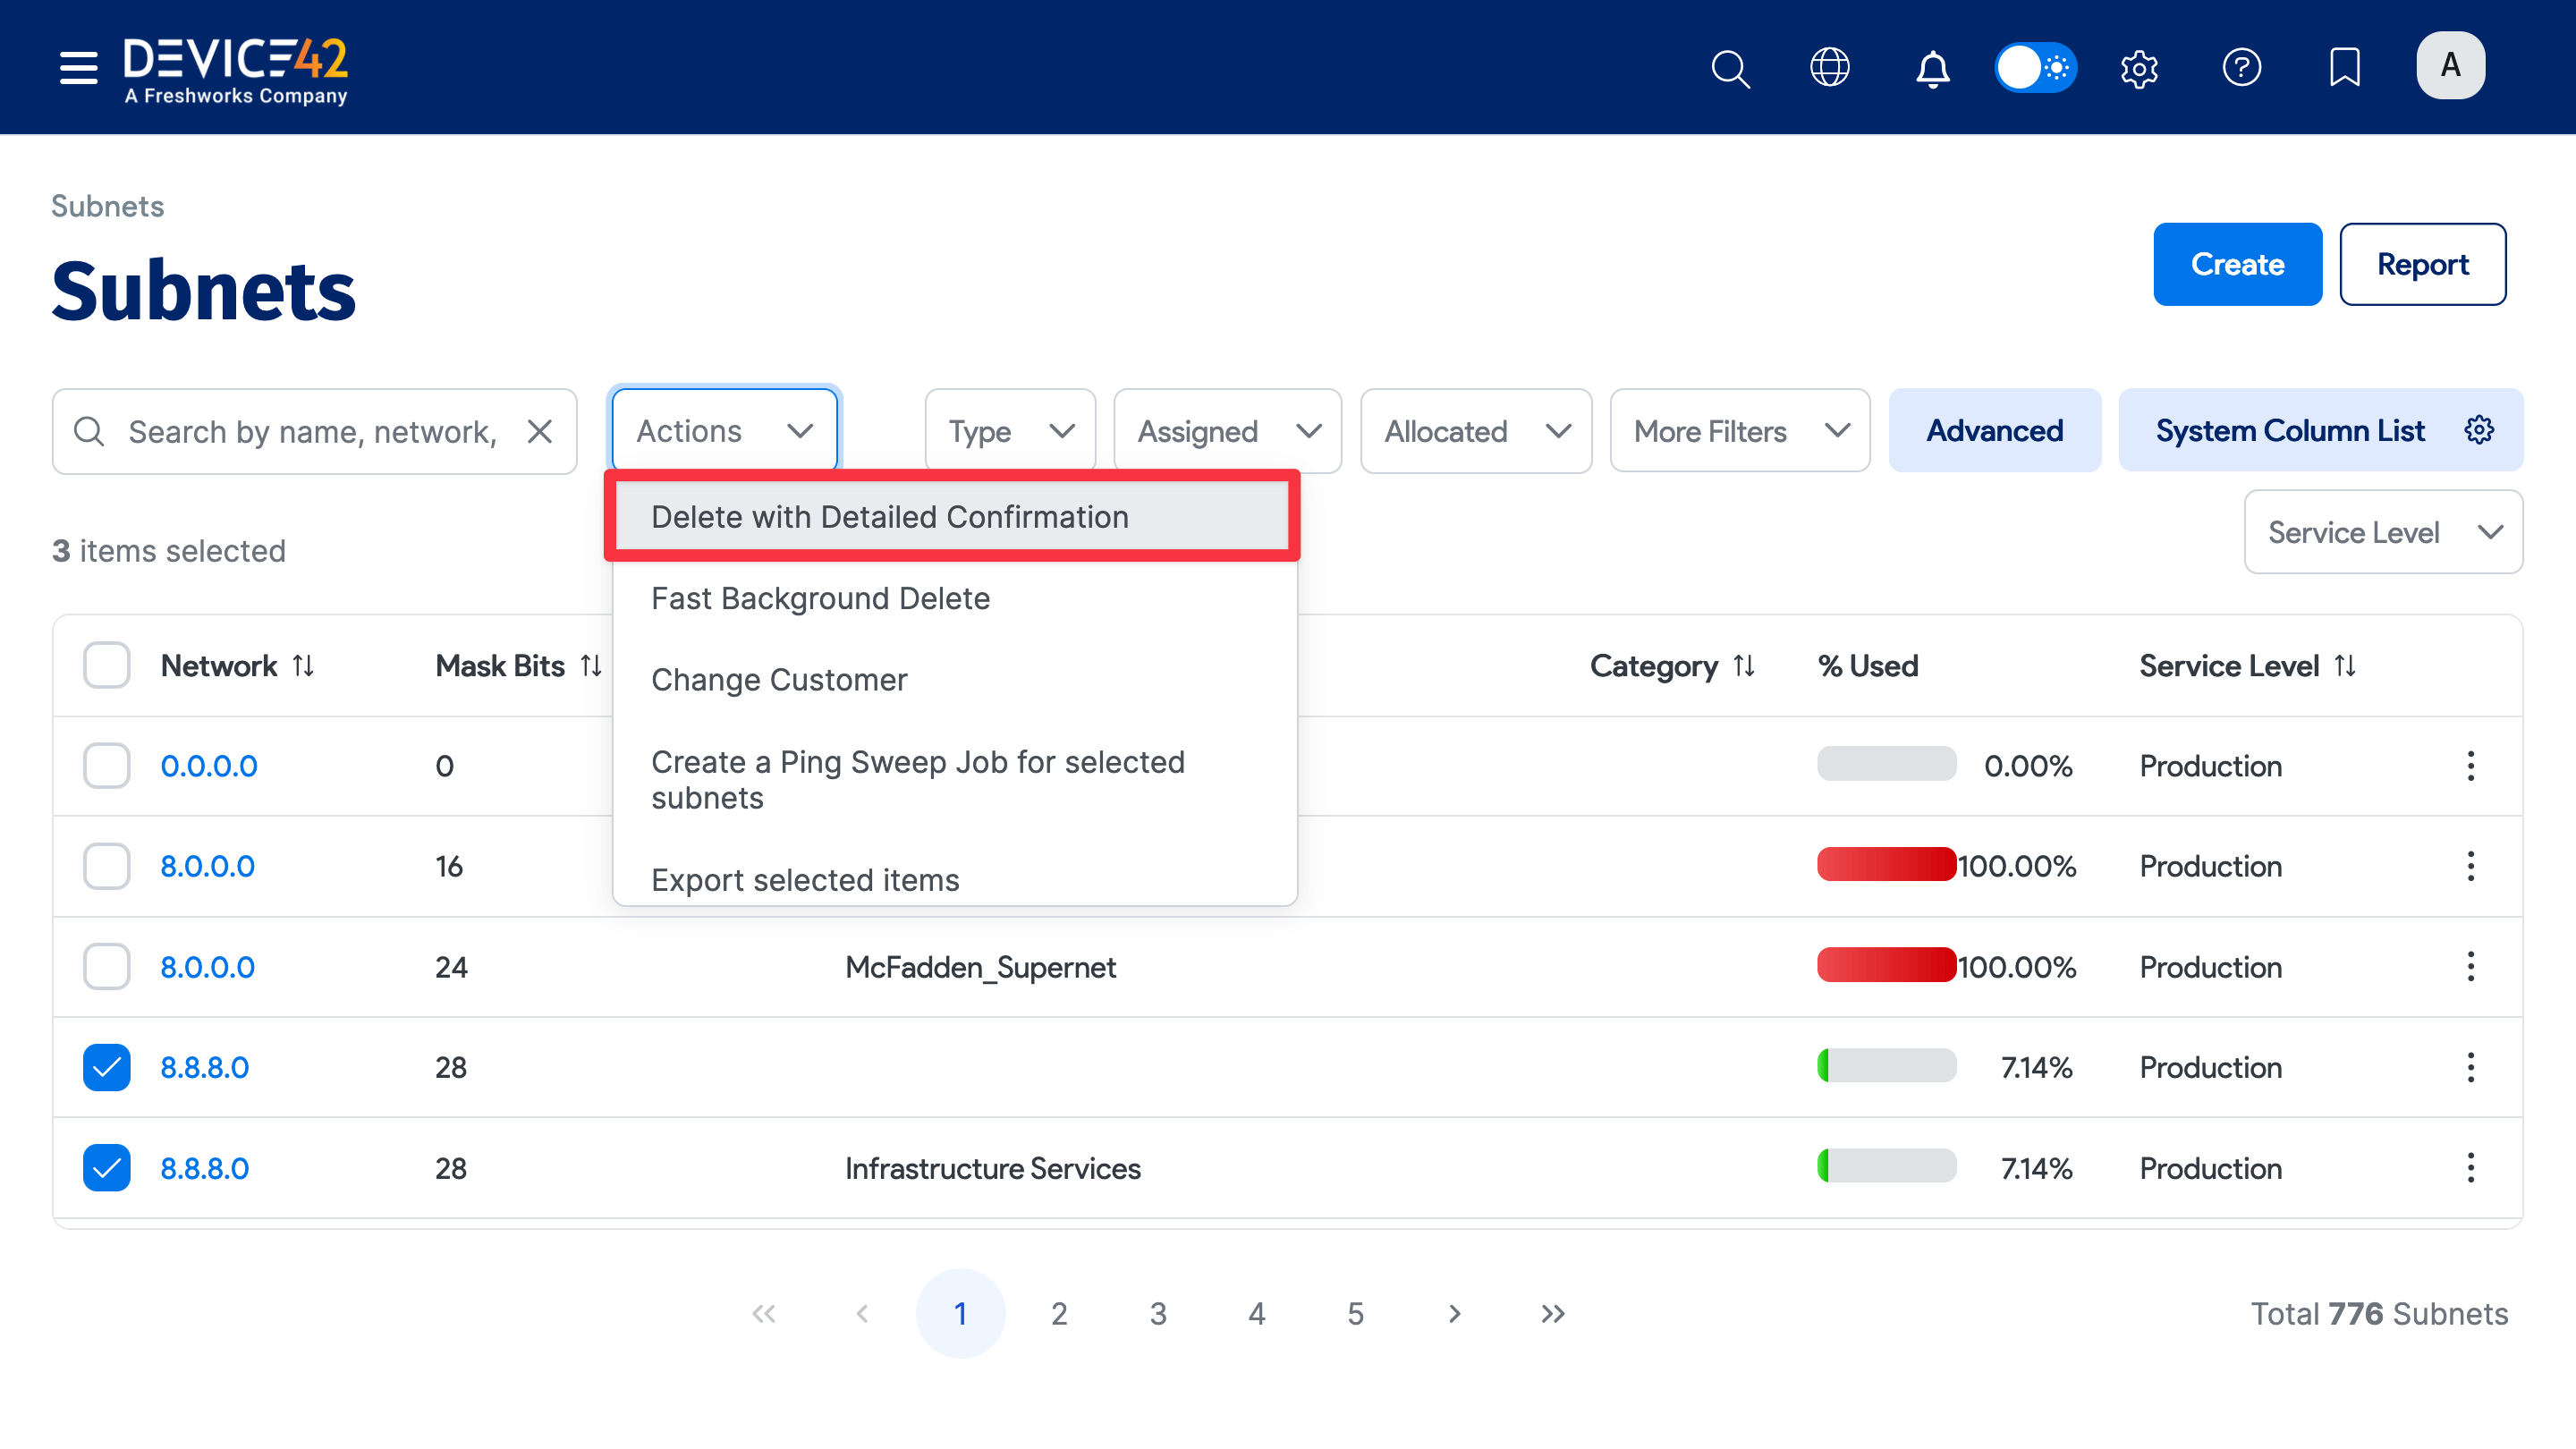 DEVICE42
A Freshworks Company
A
Subnets
Subnets
Create
Report
Search by name, network,
Actions
Type
Assigned
Allocated
More Filters
Advanced
System Column List
Delete with Detailed Confirmation
Service Level
3 items selected
Fast Background Delete
Change Customer
Create a Ping Sweep Job for selected
subnets
Export selected items
Network
Mask Bits
Category
% Used
Service Level
0.0.0.0 0 0.00% Production
8.0.0.0 16 100.00% Production
8.0.0.0 24 McFadden_Supernet 100.00% Production
8.8.8.0 28 7.14% Production
8.8.8.0 28 Infrastructure Services 7.14% Production
1 2 3 4 5
Total 776 Subnets